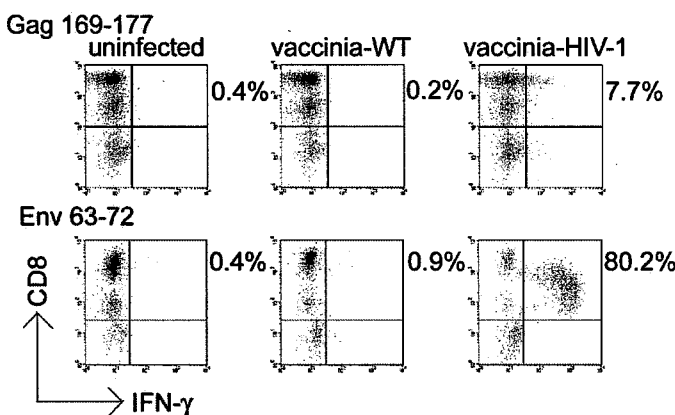 Gag 169-177
uninfected vaccinia-WT vaccinia-HIV-1
0.4% 0.2% 7.7%
Env 63-72
0.4% 0.9% 80.2%
CD8
IFN-γ